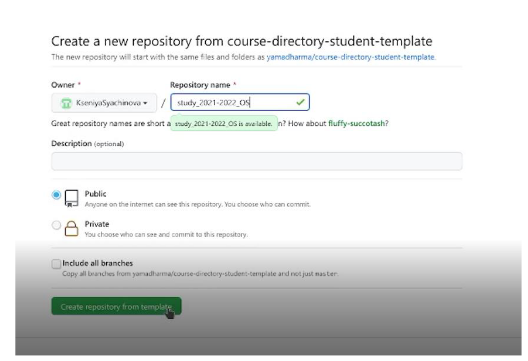 Create a new repository from course-directory-student-template
The new repository will start with the same files and folders as yamadharma/course-directory-student-template.
Owner * Repository name *
KseniyaSyachinova / study_2021-2022_OS
Great repository names are short a study_2021-2022_OS is available. n? How about fluffy-succotash?
Description (optional)
Public
Anyone on the internet can see this repository. You choose who can commit.
Private
You choose who can see and commit to this repository.
Include all branches
Copy all branches from yamadharma/course-directory-student-template and not just master.
Create repository from template